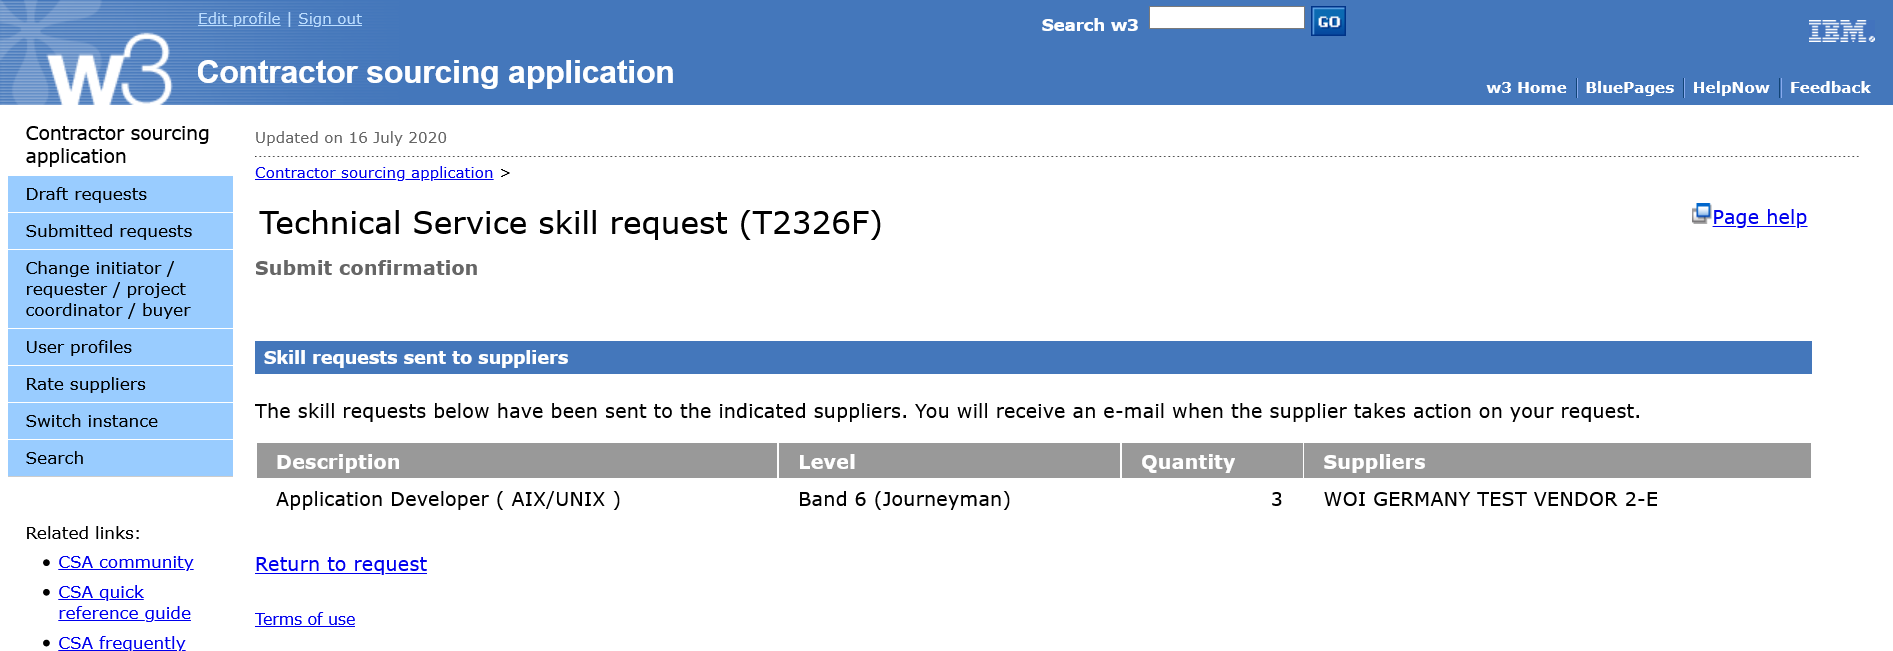 Edit profile | Sign out
Search w3 GO
IBM.
w3 Contractor sourcing application
w3 Home BluePages HelpNow Feedback
Contractor sourcing
application
Draft requests
Submitted requests
Change initiator /
requester / project
coordinator / buyer
User profiles
Rate suppliers
Switch instance
Search
Related links:
• CSA community
• CSA quick
reference guide
• CSA frequently
Updated on 16 July 2020
Contractor sourcing application >
Technical Service skill request (T2326F)
Page help
Submit confirmation
Skill requests sent to suppliers
The skill requests below have been sent to the indicated suppliers. You will receive an e-mail when the supplier takes action on your request.
Description Level Quantity Suppliers
Application Developer ( AIX/UNIX ) Band 6 (Journeyman) 3 WOI GERMANY TEST VENDOR 2-E
Return to request
Terms of use